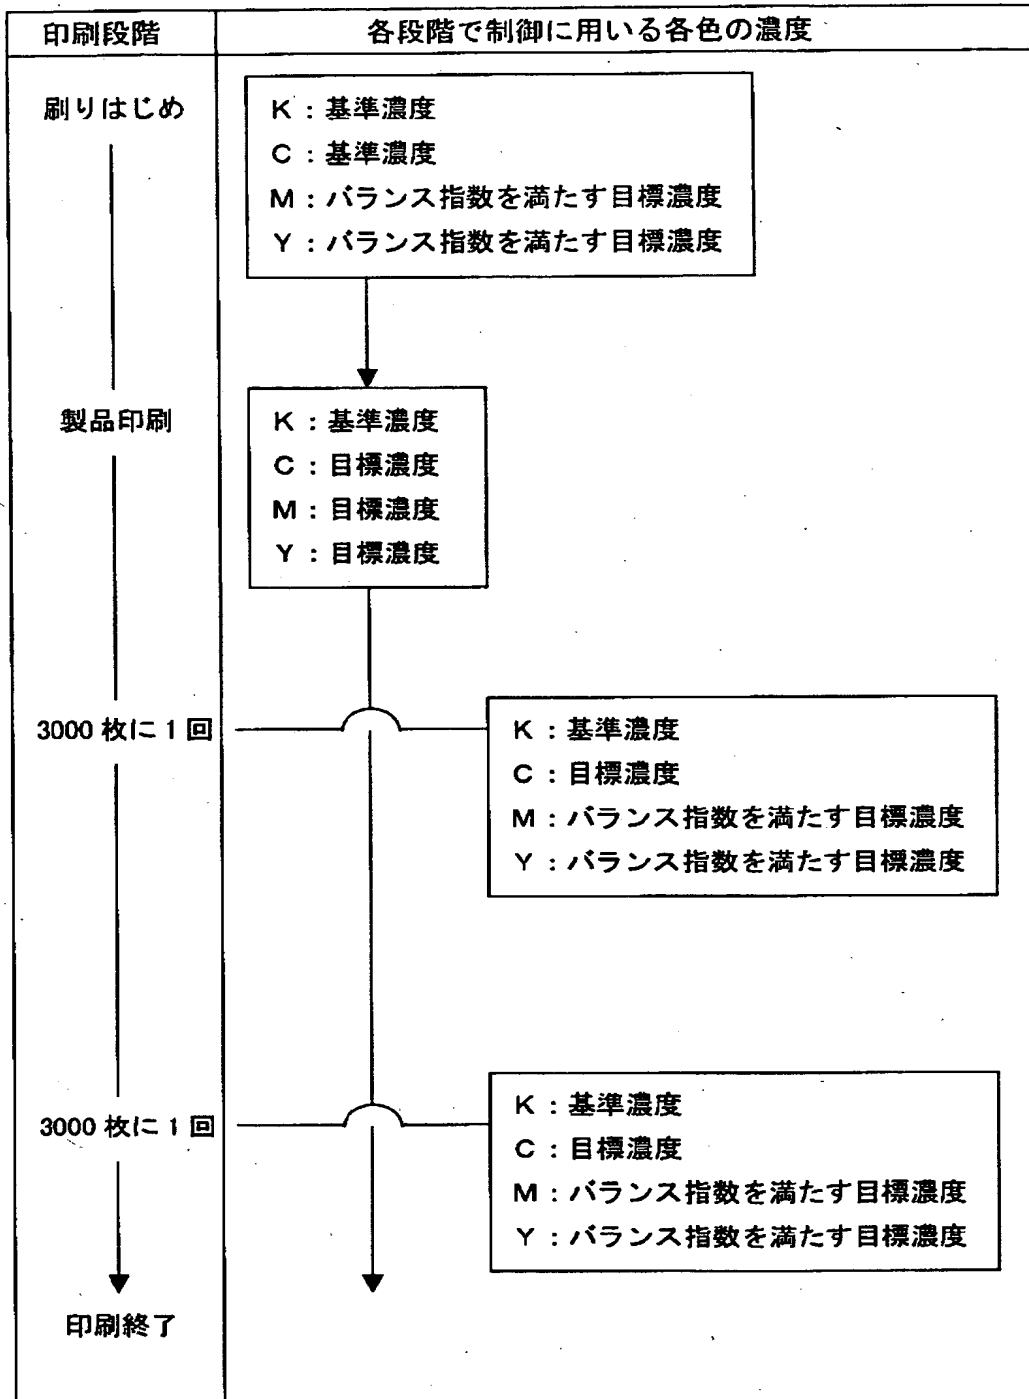 印刷段階
各段階で制御に用いる各色の濃度
刷りはじめ
K：基準濃度
C：基準濃度
M：バランス指数を満たす目標濃度
Y：バランス指数を満たす目標濃度
製品印刷
K：基準濃度
C：目標濃度
M：目標濃度
Y：目標濃度
3000枚に1回
K：基準濃度
C：目標濃度
M：バランス指数を満たす目標濃度
Y：バランス指数を満たす目標濃度
3000枚に1回
K：基準濃度
C：目標濃度
M：バランス指数を満たす目標濃度
Y：バランス指数を満たす目標濃度
印刷終了